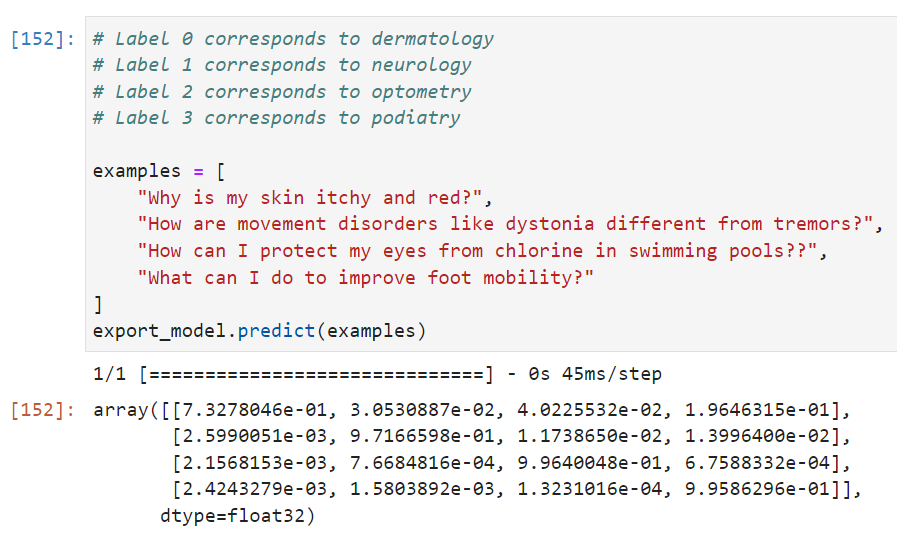 [152]: # Label 0 corresponds to dermatology
# Label 1 corresponds to neurology
# Label 2 corresponds to optometry
# Label 3 corresponds to podiatry
examples = [
"Why is my skin itchy and red?",
"How are movement disorders like dystonia different from tremors?",
"How can I protect my eyes from chlorine in swimming pools??",
"What can I do to improve foot mobility?"
]
export_model.predict(examples)
1/1 [==============================] - 0s 45ms/step
[152]: array([[7.3278046e-01, 3.0530887e-02, 4.0225532e-02, 1.9646315e-01],
[2.5990051e-03, 9.7166598e-01, 1.1738650e-02, 1.3996400e-02],
[2.1568153e-03, 7.6684816e-04, 9.9640048e-01, 6.7588332e-04],
[2.4243279e-03, 1.5803892e-03, 1.3231016e-04, 9.9586296e-01]],
dtype=float32)